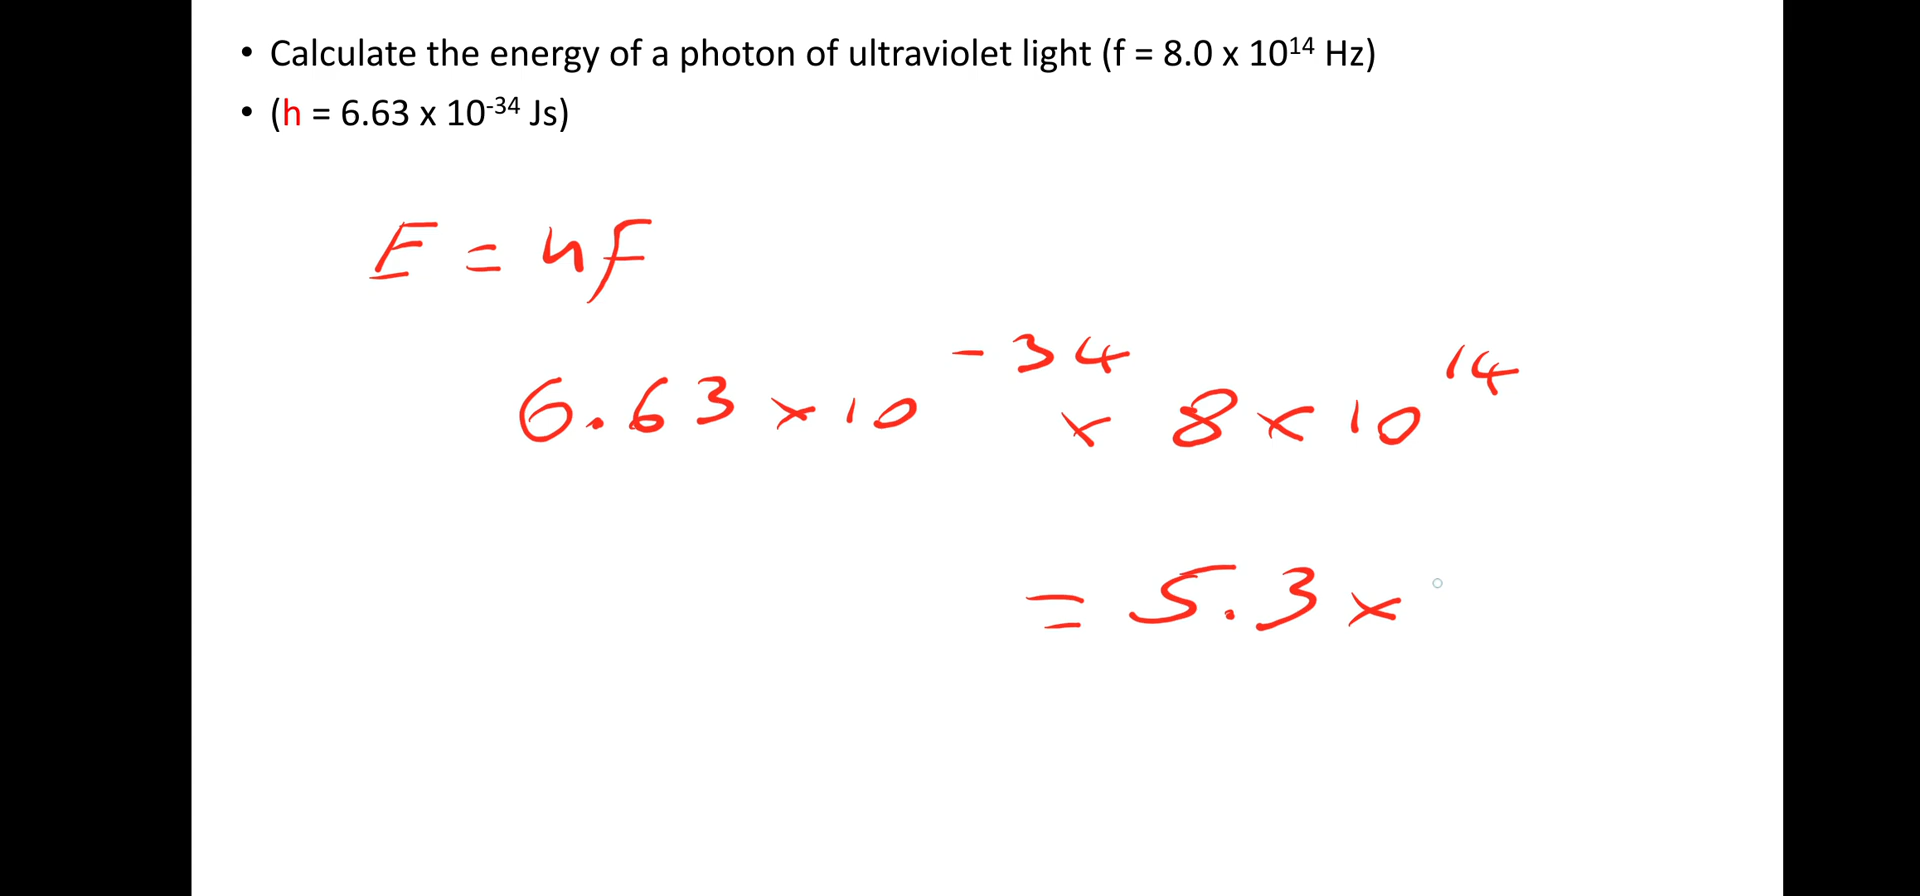 • Calculate the energy of a photon of ultraviolet light (f = 8.0 x 10¹⁴ Hz)
• (h = 6.63 x 10⁻³⁴ Js)
E = hf
6.63 × 10⁻³⁴ × 8 × 10¹⁴
= 5.3 ×